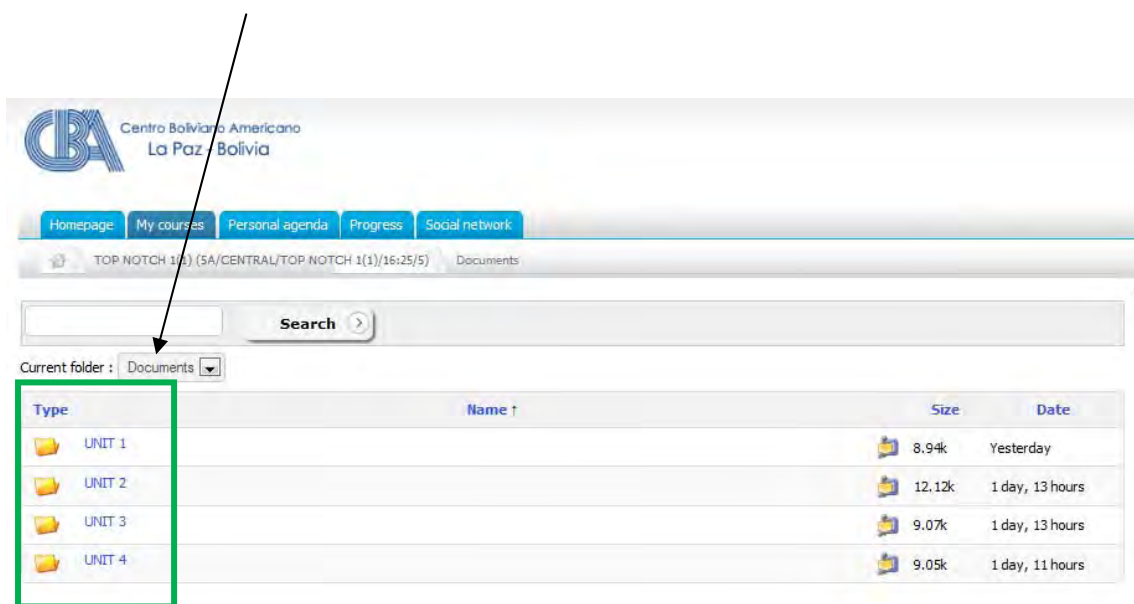 CBA
Centro Boliviano Americano
La Paz - Bolivia
Homepage My courses Personal agenda Progress Social network
TOP NOTCH 1(1) (5A/CENTRAL/TOP NOTCH 1(1)/16:25/5) Documents
Search
Current folder : Documents
Type Name ↑ Size Date
UNIT 1 8.94k Yesterday
UNIT 2 12.12k 1 day, 13 hours
UNIT 3 9.07k 1 day, 13 hours
UNIT 4 9.05k 1 day, 11 hours